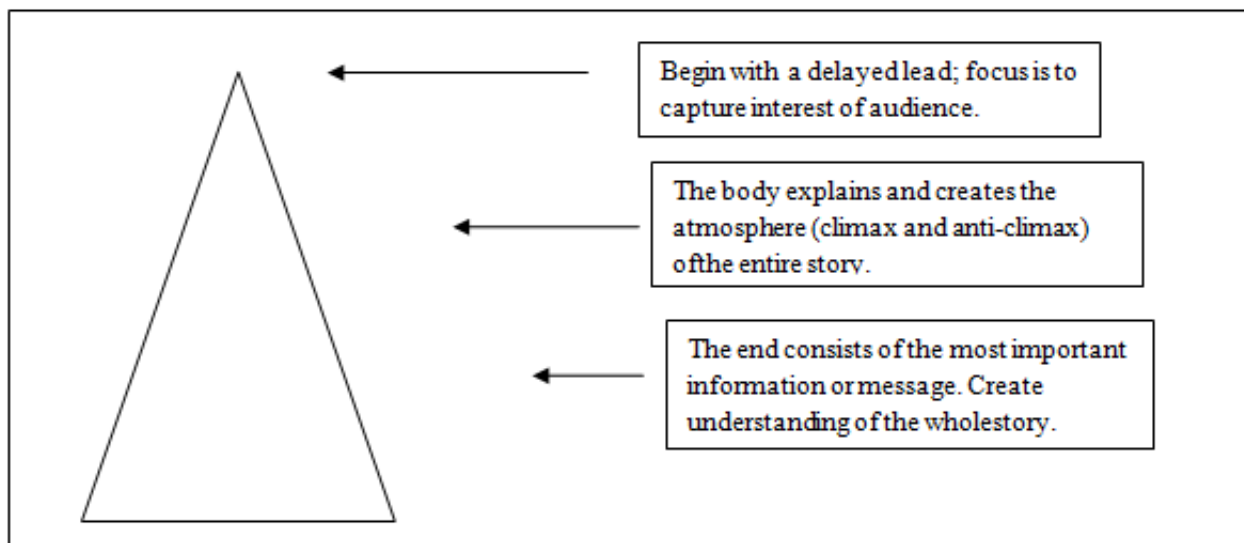 Begin with a delayed lead; focus is to
capture interest of audience.
The body explains and creates the
atmosphere (climax and anti-climax)
ofthe entire story.
The end consists of the most important
information or message. Create
understanding of the wholestory.